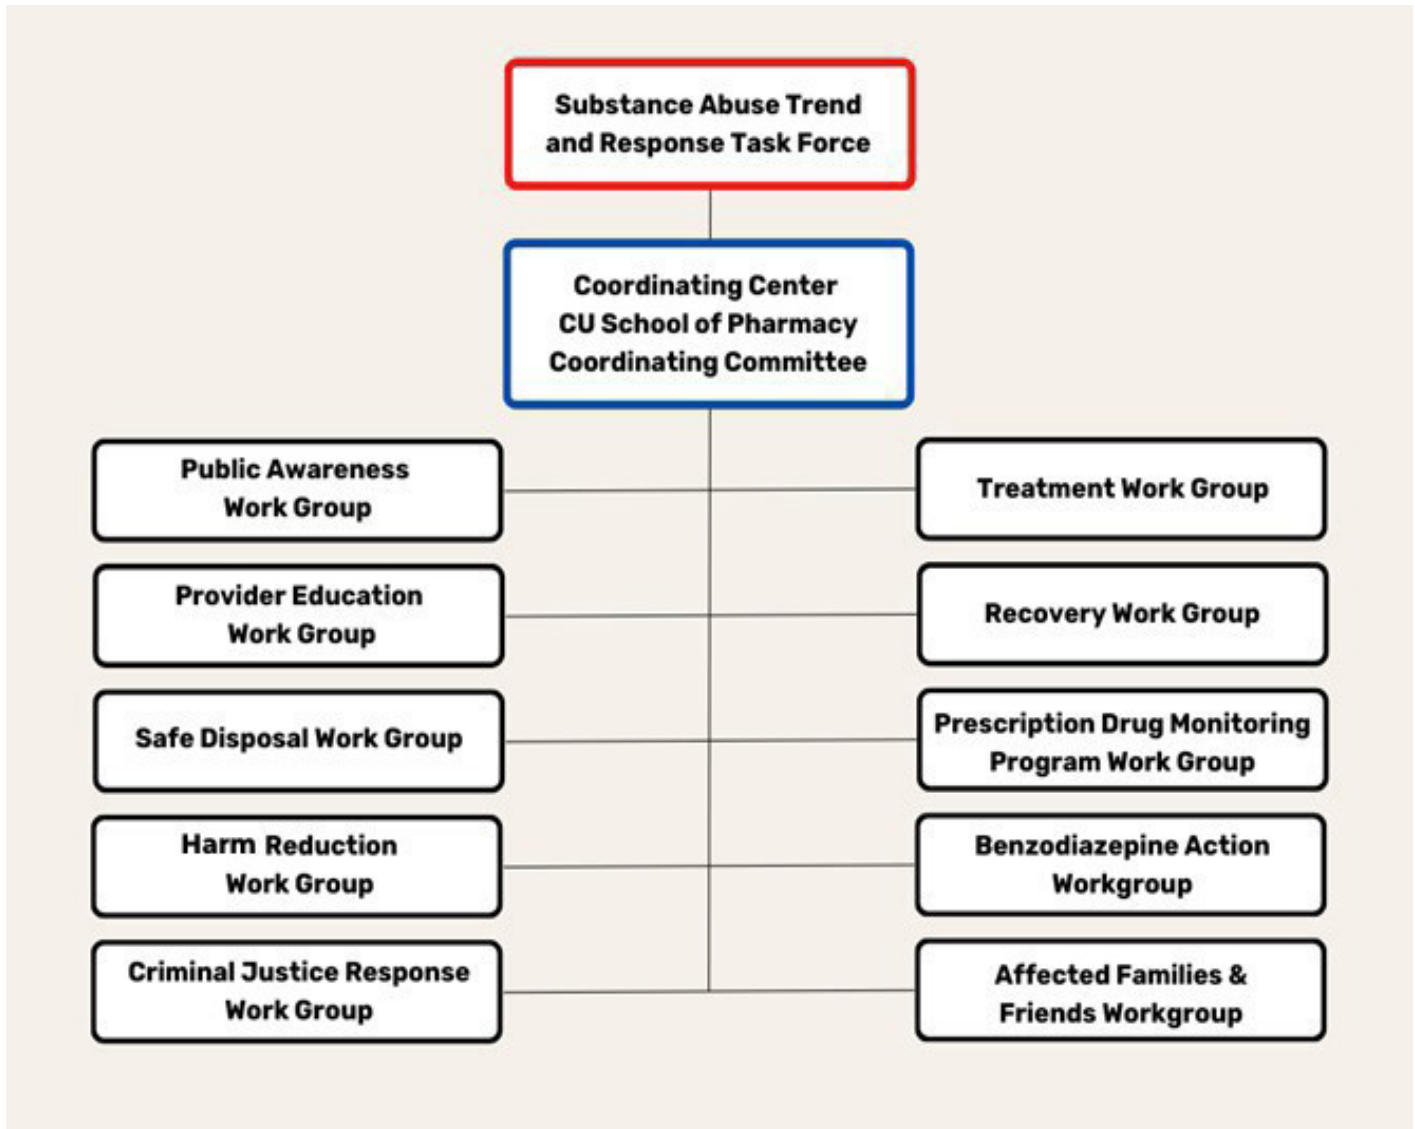 Substance Abuse Trend
and Response Task Force
Coordinating Center
CU School of Pharmacy
Coordinating Committee
Public Awareness
Work Group
Treatment Work Group
Provider Education
Work Group
Recovery Work Group
Safe Disposal Work Group
Prescription Drug Monitoring
Program Work Group
Harm Reduction
Work Group
Benzodiazepine Action
Workgroup
Criminal Justice Response
Work Group
Affected Families &
Friends Workgroup